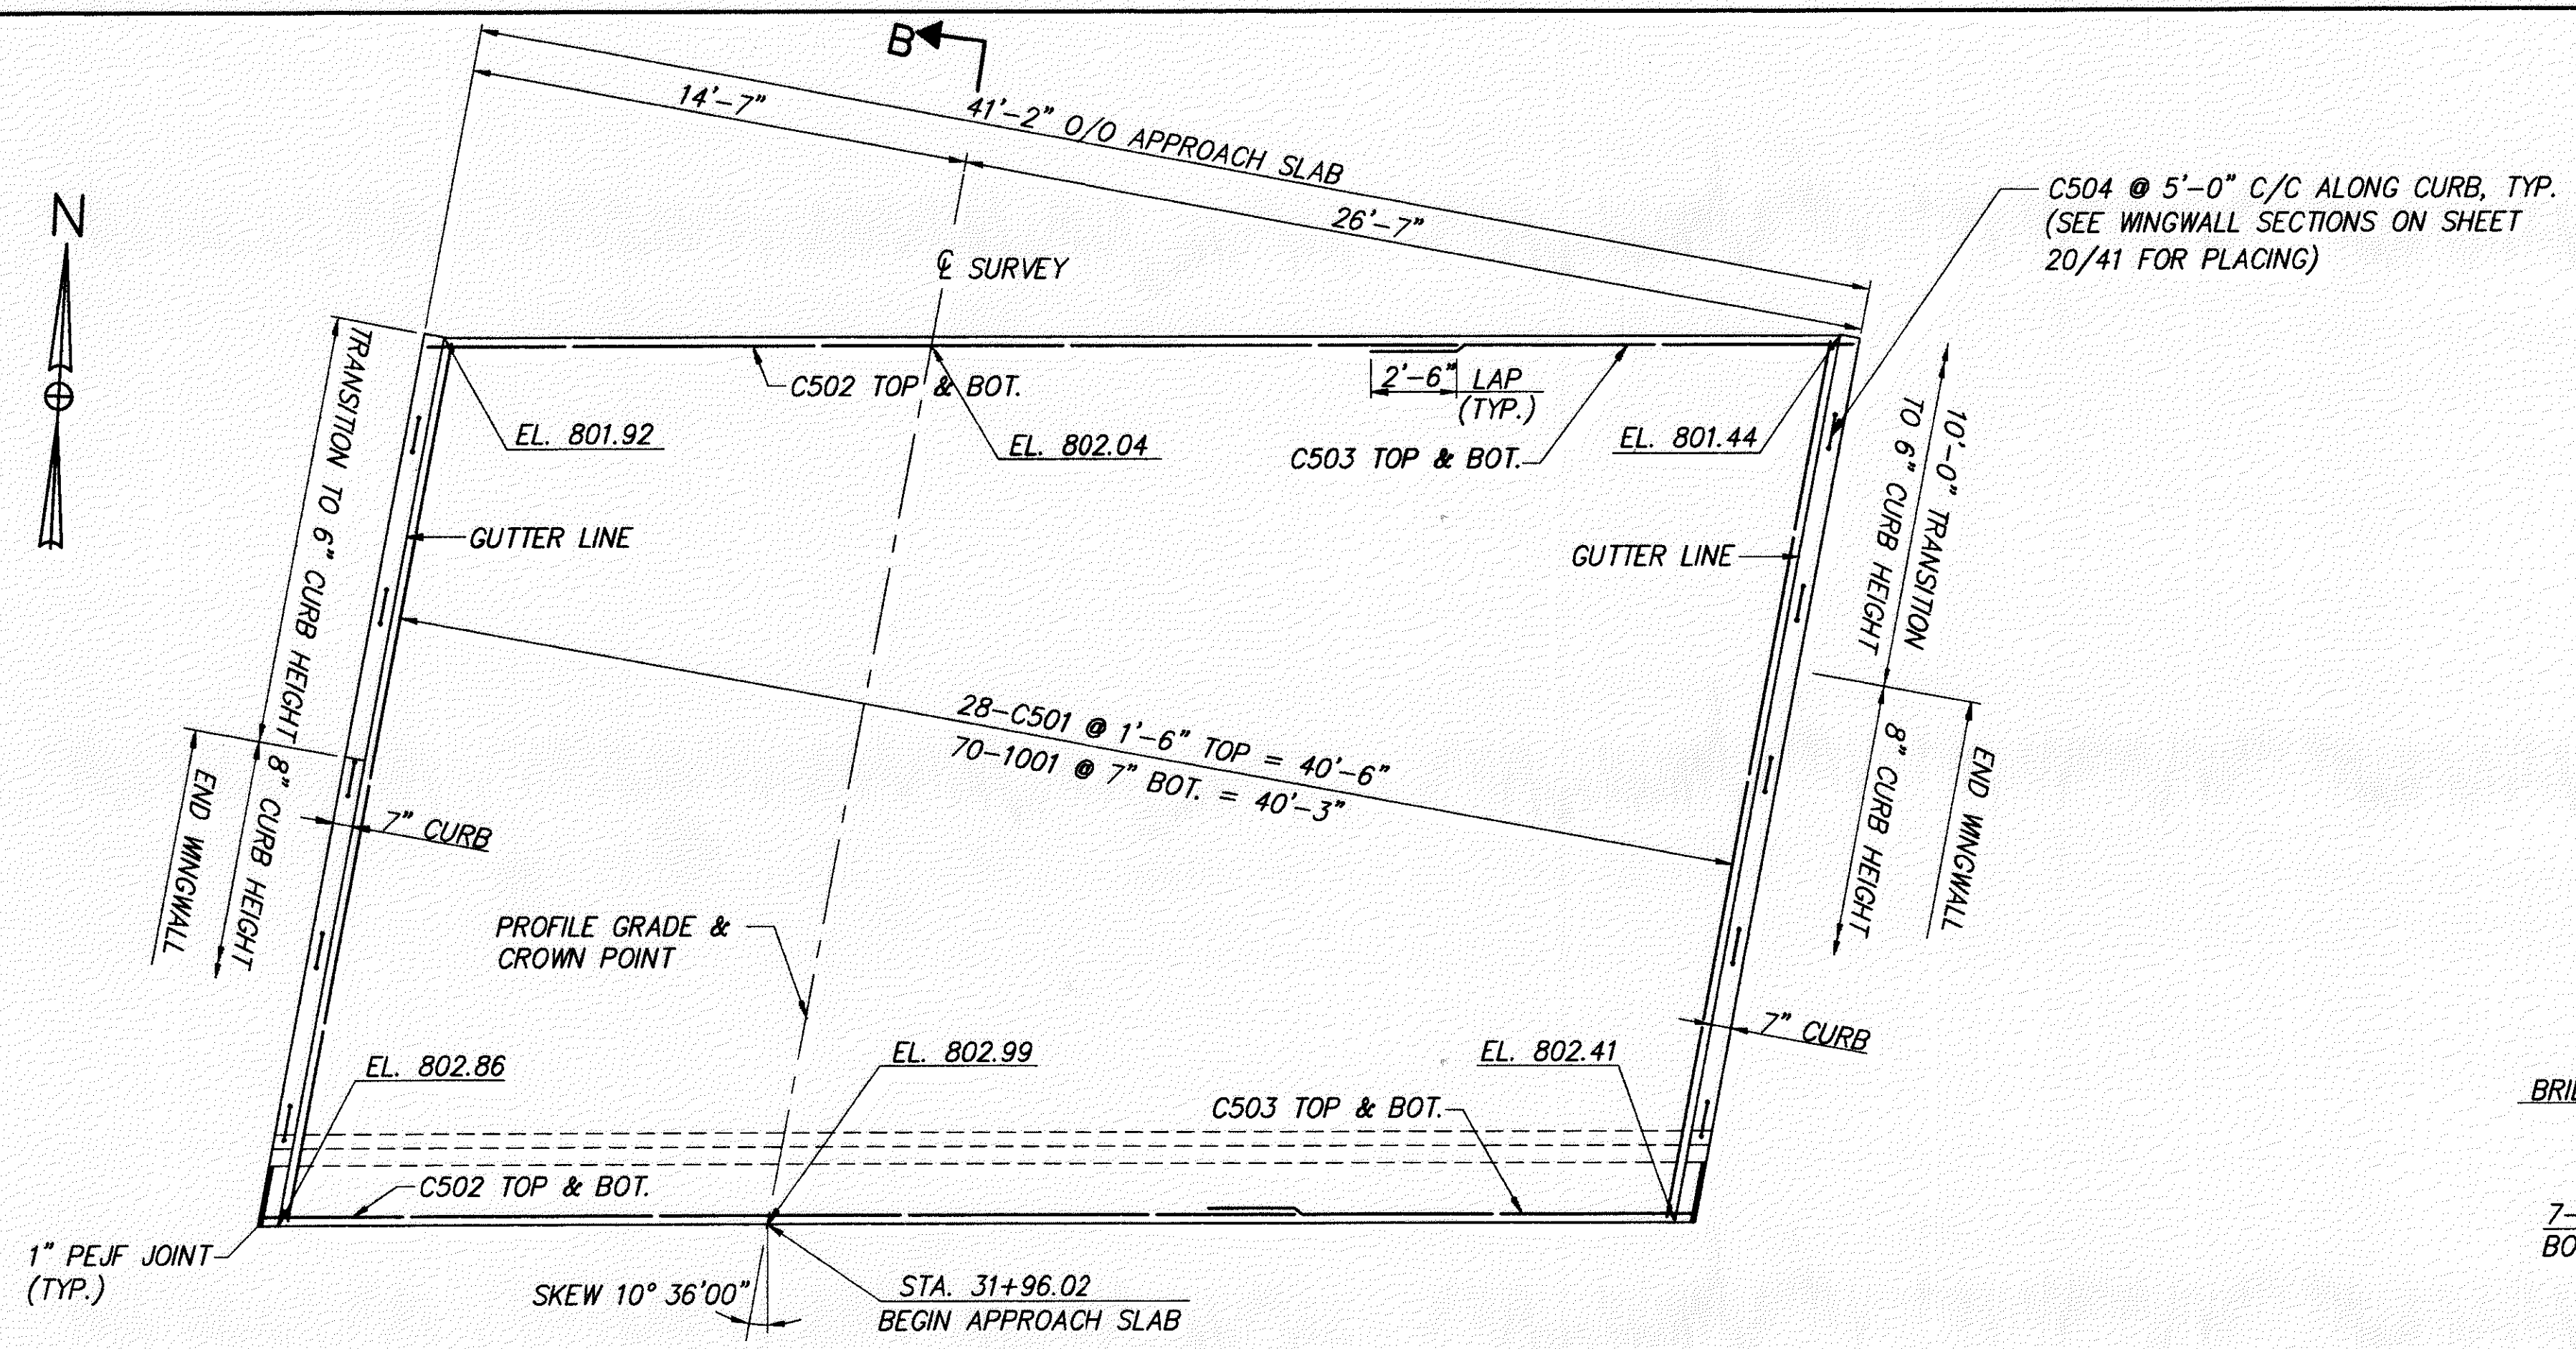 B
14'-7"
41'-2" O/O APPROACH SLAB
26'-7"
C504 @ 5'-0" C/C ALONG CURB, TYP.
(SEE WINGWALL SECTIONS ON SHEET
20/41 FOR PLACING)
N
℄ SURVEY
TRANSITION TO 6" CURB HEIGHT
C502 TOP & BOT.
2'-6" LAP
(TYP.)
EL. 801.92
EL. 802.04
C503 TOP & BOT.
EL. 801.44
10'-0" TRANSITION
TO 6" CURB HEIGHT
GUTTER LINE
GUTTER LINE
28-C501 @ 1'-6" TOP = 40'-6"
70-1001 @ 7" BOT. = 40'-3"
8" CURB HEIGHT
END WINGWALL
7" CURB
8" CURB HEIGHT
END WINGWALL
PROFILE GRADE &
CROWN POINT
7" CURB
EL. 802.86
EL. 802.99
EL. 802.41
C503 TOP & BOT.
BRI
C502 TOP & BOT.
7-
BO
1" PEJF JOINT
(TYP.)
SKEW 10° 36'00"
STA. 31+96.02
BEGIN APPROACH SLAB